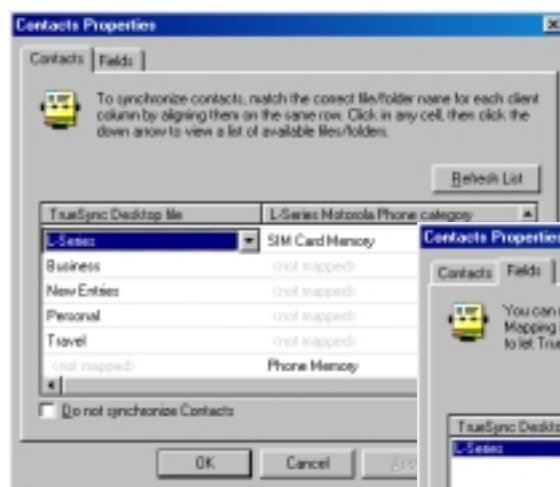 Contacts Properties
Contacts Fields
To synchronize contacts, match the correct file/folder name for each client
column by aligning them on the same row. Click in any cell, then click the
down arrow to view a list of available files/folders.
Refresh List
TrueSync Desktop file L-Series Motorola Phone category
L-Series SIM Card Memory
Business <not mapped>
New Entries <not mapped>
Personal <not mapped>
Travel <not mapped>
<not mapped> Phone Memory
Do not synchronize Contacts
OK Cancel
Contacts Properties
Contacts Fields
You can
Mapping
to let True
TrueSync Deskto
L-Series